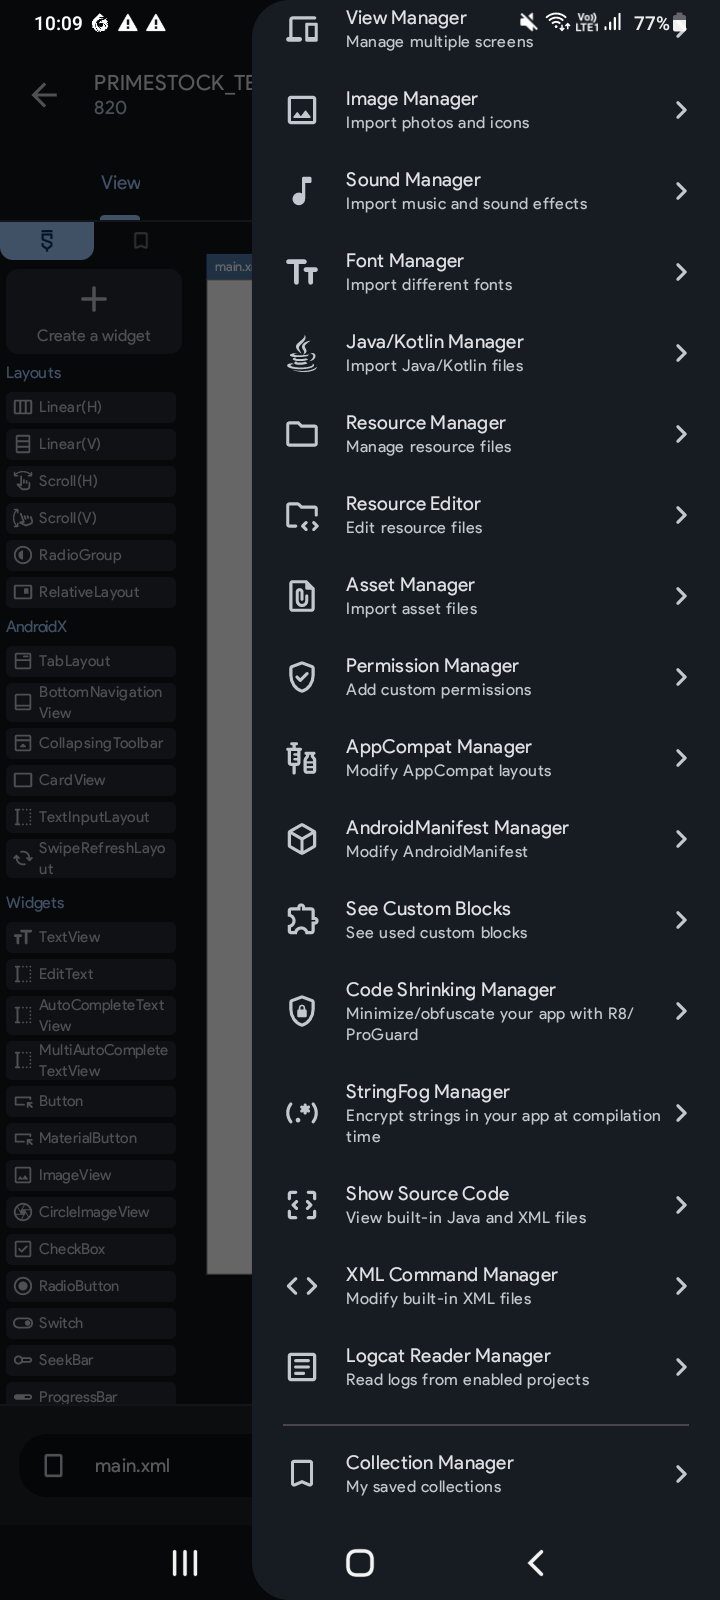 10:09
Vo))
LTE1
77%
PRIMESTOCK_TE
820
View
main.x
Create a widget
Layouts
Linear(H)
Linear(V)
Scroll(H)
Scroll(V)
RadioGroup
RelativeLayout
AndroidX
TabLayout
BottomNavigation
View
CollapsingToolbar
CardView
TextInputLayout
SwipeRefreshLayo
ut
Widgets
TextView
EditText
AutoCompleteText
View
MultiAutoComplete
TextView
Button
MaterialButton
ImageView
CircleImageView
CheckBox
RadioButton
Switch
SeekBar
ProgressBar
main.xml
View Manager
Manage multiple screens
Image Manager
Import photos and icons
Sound Manager
Import music and sound effects
Font Manager
Import different fonts
Java/Kotlin Manager
Import Java/Kotlin files
Resource Manager
Manage resource files
Resource Editor
Edit resource files
Asset Manager
Import asset files
Permission Manager
Add custom permissions
AppCompat Manager
Modify AppCompat layouts
AndroidManifest Manager
Modify AndroidManifest
See Custom Blocks
See used custom blocks
Code Shrinking Manager
Minimize/obfuscate your app with R8/
ProGuard
StringFog Manager
Encrypt strings in your app at compilation
time
Show Source Code
View built-in Java and XML files
XML Command Manager
Modify built-in XML files
Logcat Reader Manager
Read logs from enabled projects
Collection Manager
My saved collections